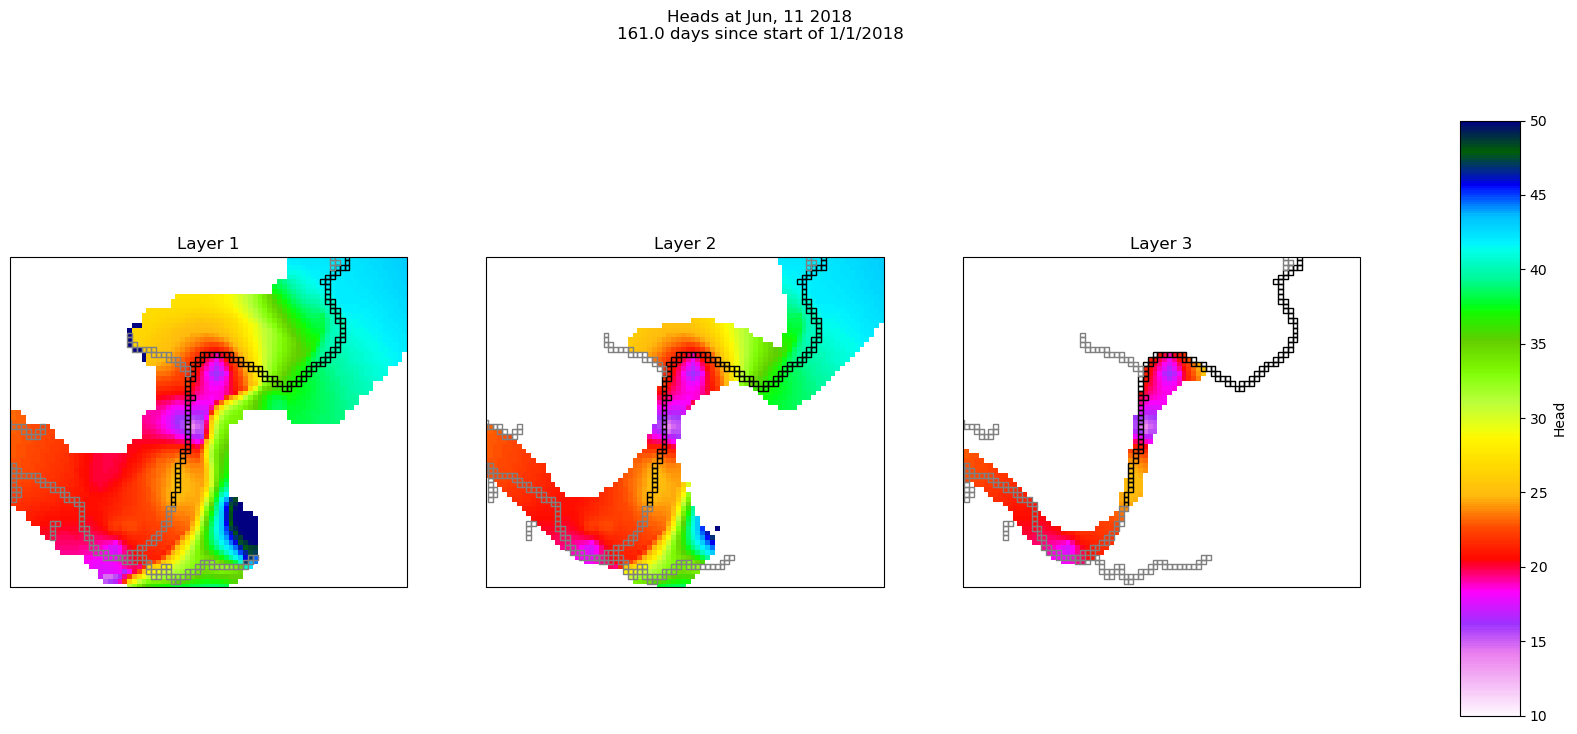 Heads at Jun, 11 2018
161.0 days since start of 1/1/2018
Layer 1
Layer 2
Layer 3
50
45
40
35
30
25
20
15
10
Head